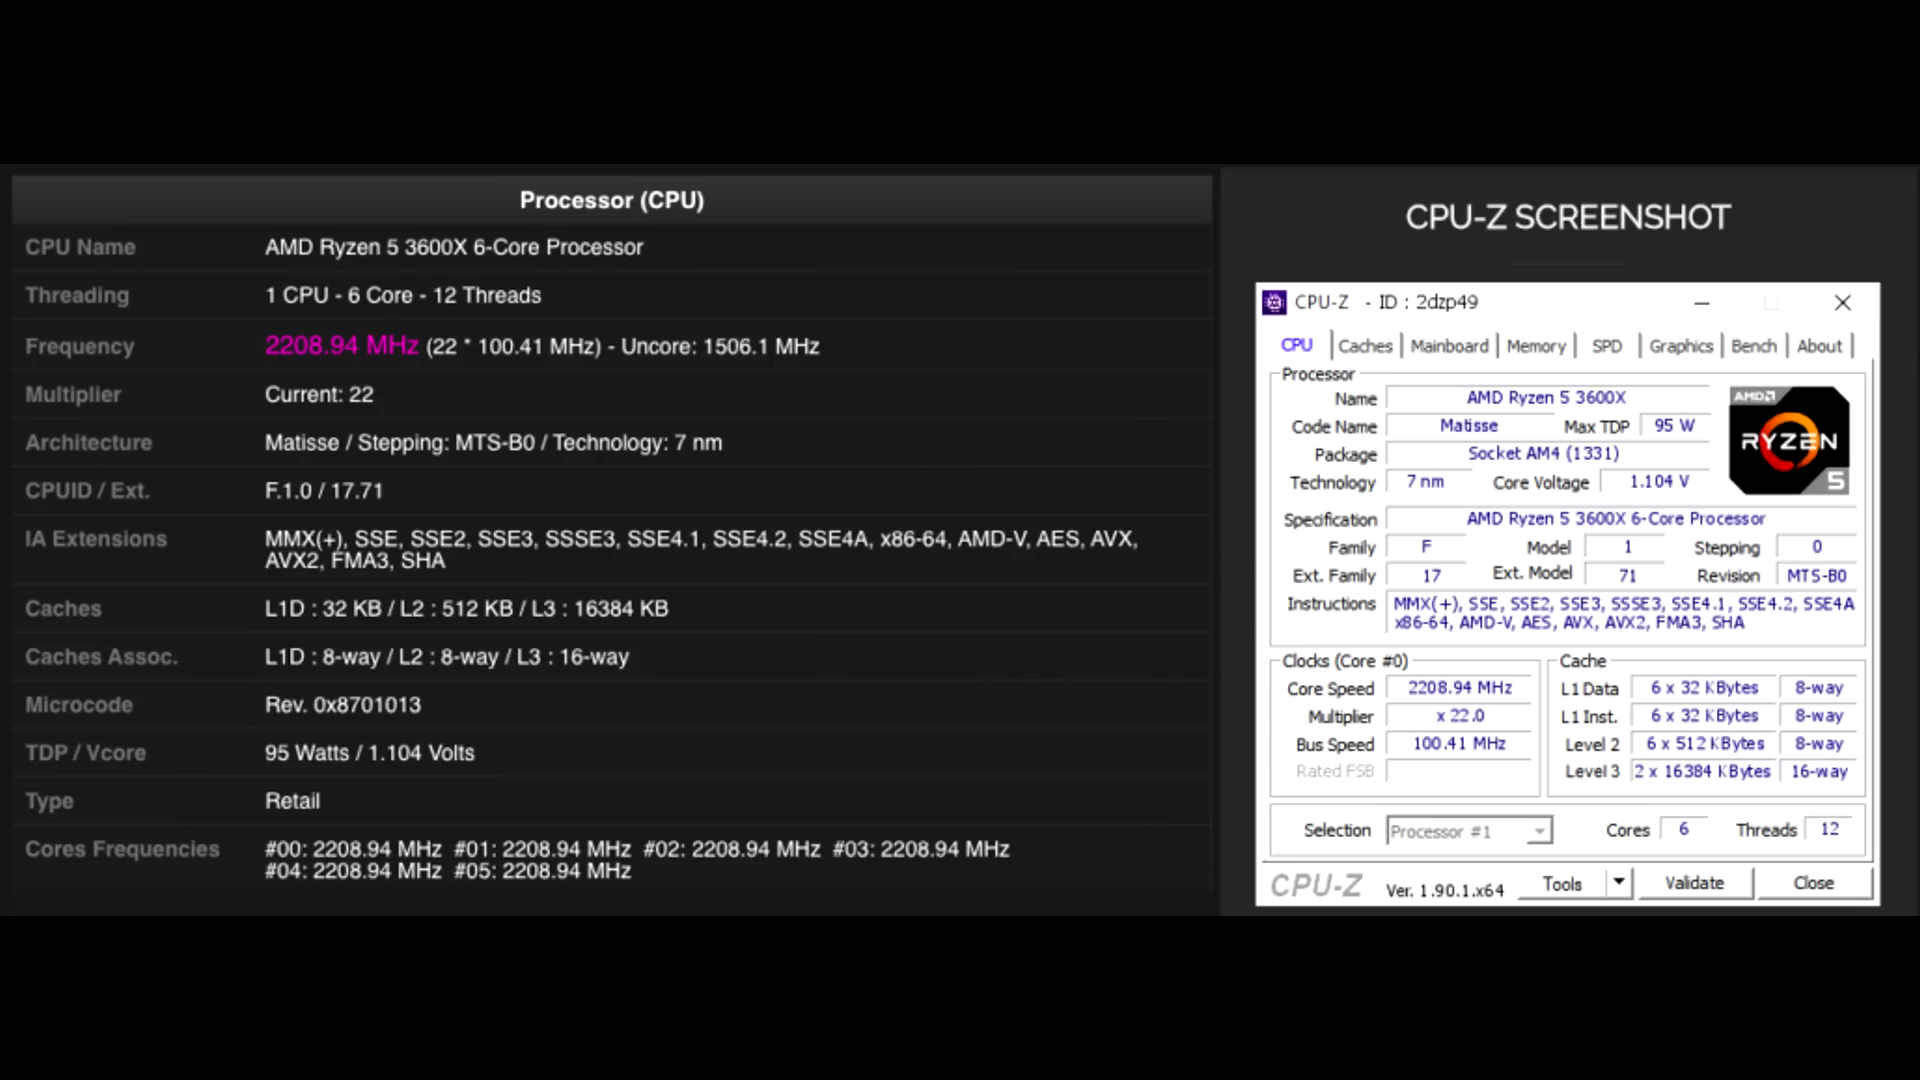 Processor (CPU)
CPU Name AMD Ryzen 5 3600X 6-Core Processor
Threading 1 CPU - 6 Core - 12 Threads
Frequency 2208.94 MHz (22 * 100.41 MHz) - Uncore: 1506.1 MHz
Multiplier Current: 22
Architecture Matisse / Stepping: MTS-B0 / Technology: 7 nm
CPUID / Ext. F.1.0 / 17.71
IA Extensions MMX(+), SSE, SSE2, SSE3, SSSE3, SSE4.1, SSE4.2, SSE4A, x86-64, AMD-V, AES, AVX,
AVX2, FMA3, SHA
Caches L1D : 32 KB / L2 : 512 KB / L3 : 16384 KB
Caches Assoc. L1D : 8-way / L2 : 8-way / L3 : 16-way
Microcode Rev. 0x8701013
TDP / Vcore 95 Watts / 1.104 Volts
Type Retail
Cores Frequencies #00: 2208.94 MHz #01: 2208.94 MHz #02: 2208.94 MHz #03: 2208.94 MHz
#04: 2208.94 MHz #05: 2208.94 MHz
CPU-Z SCREENSHOT
CPU-Z - ID : 2dzp49
CPU Caches Mainboard Memory SPD Graphics Bench About
Processor
Name AMD Ryzen 5 3600X
Code Name Matisse Max TDP 95 W
Package Socket AM4 (1331)
Technology 7 nm Core Voltage 1.104 V
AMD
RYZEN
5
Specification AMD Ryzen 5 3600X 6-Core Processor
Family F Model 1 Stepping 0
Ext. Family 17 Ext. Model 71 Revision MTS-B0
Instructions MMX(+), SSE, SSE2, SSE3, SSSE3, SSE4.1, SSE4.2, SSE4A
x86-64, AMD-V, AES, AVX, AVX2, FMA3, SHA
Clocks (Core #0)
Core Speed 2208.94 MHz
Multiplier x 22.0
Bus Speed 100.41 MHz
Rated FSB
Cache
L1 Data 6 x 32 KBytes 8-way
L1 Inst. 6 x 32 KBytes 8-way
Level 2 6 x 512 KBytes 8-way
Level 3 2 x 16384 KBytes 16-way
Selection Processor #1 Cores 6 Threads 12
CPU-Z Ver. 1.90.1.x64 Tools Validate Close